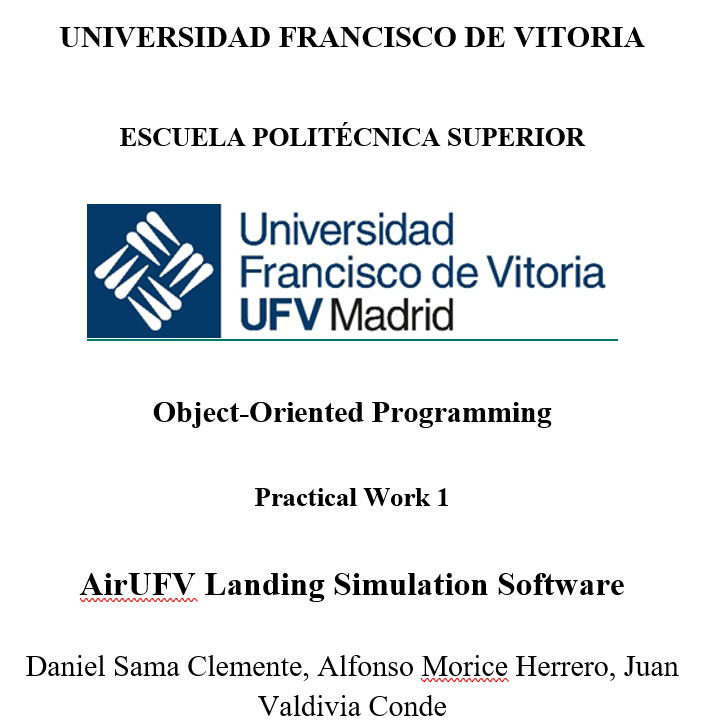 UNIVERSIDAD FRANCISCO DE VITORIA
ESCUELA POLITÉCNICA SUPERIOR
Universidad
Francisco de Vitoria
UFV Madrid
Object-Oriented Programming
Practical Work 1
AirUFV Landing Simulation Software
Daniel Sama Clemente, Alfonso Morice Herrero, Juan
Valdivia Conde